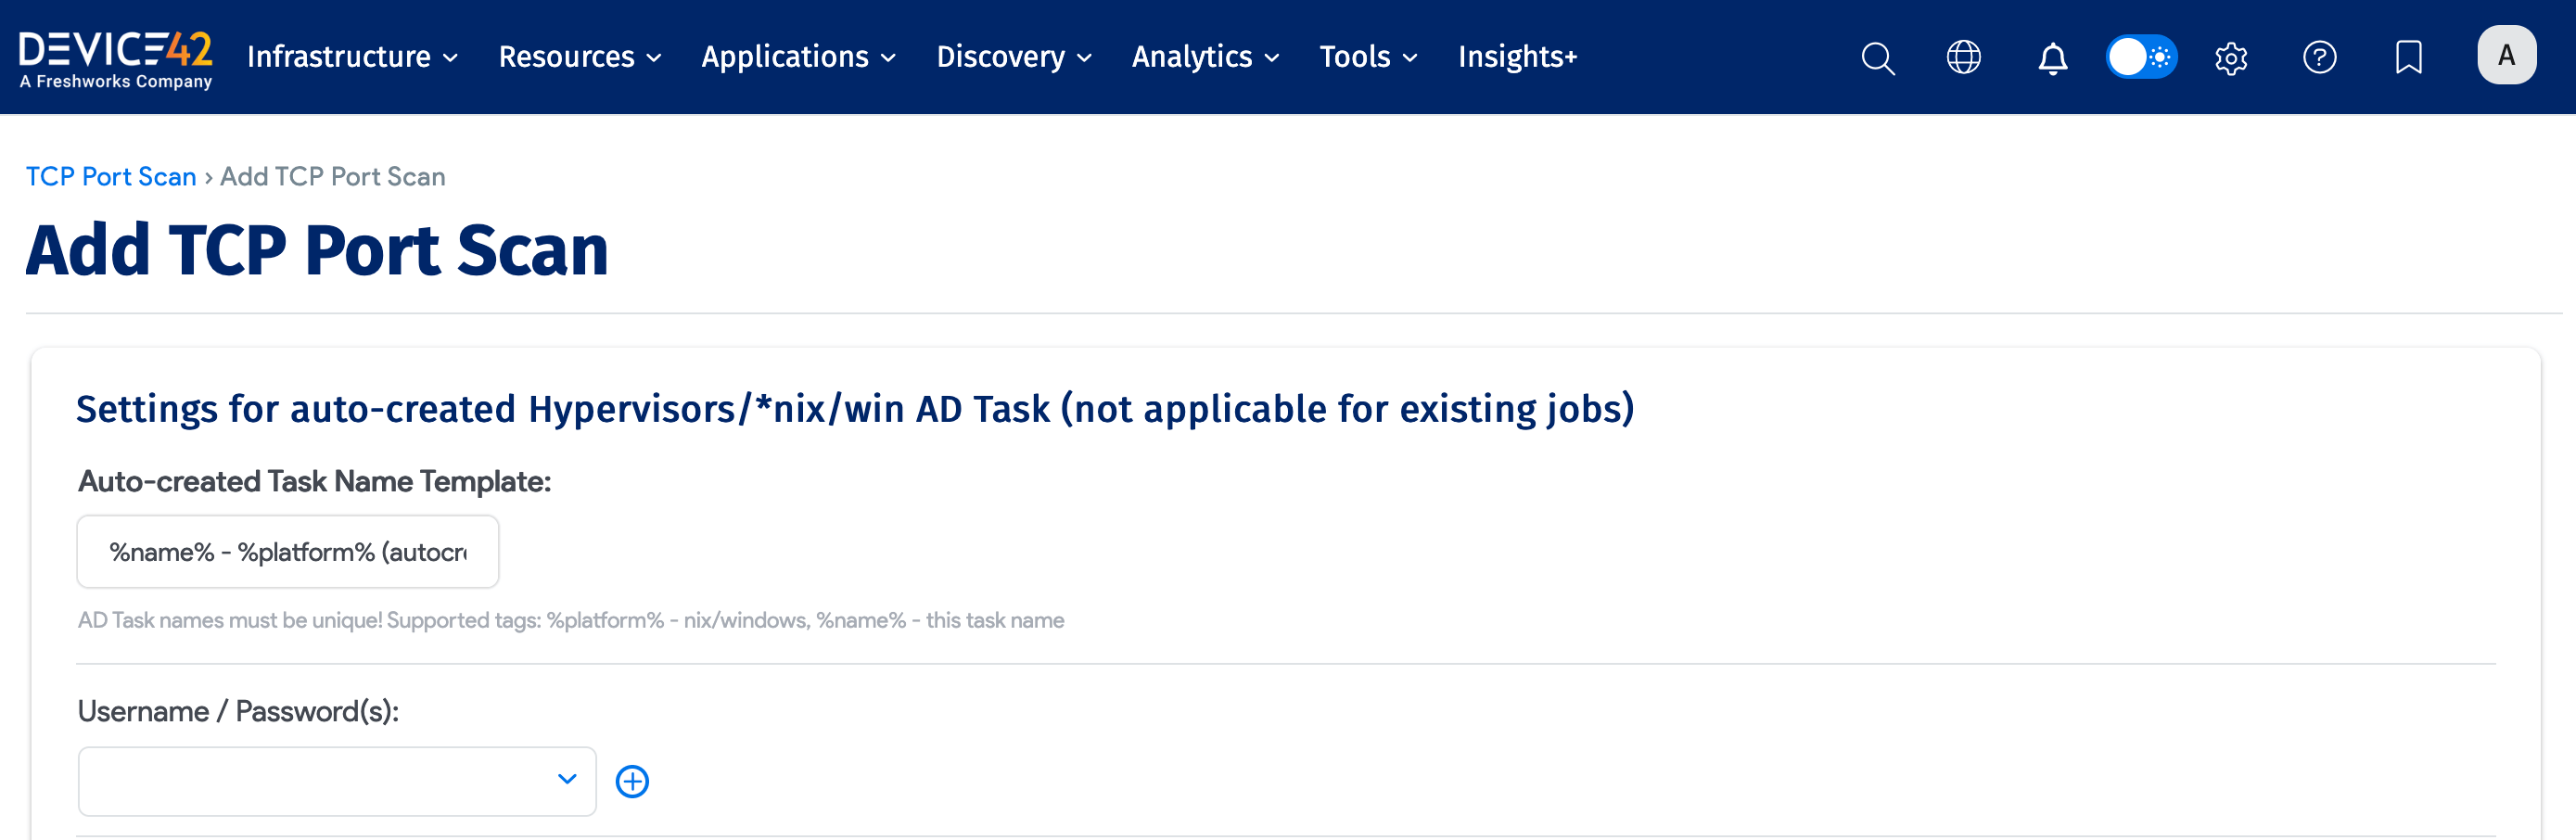 DEVICE42
A Freshworks Company
Infrastructure Resources Applications Discovery Analytics Tools Insights+
A
TCP Port Scan › Add TCP Port Scan
Add TCP Port Scan
Settings for auto-created Hypervisors/*nix/win AD Task (not applicable for existing jobs)
Auto-created Task Name Template:
%name% - %platform% (autocr
AD Task names must be unique! Supported tags: %platform% - nix/windows, %name% - this task name
Username / Password(s):